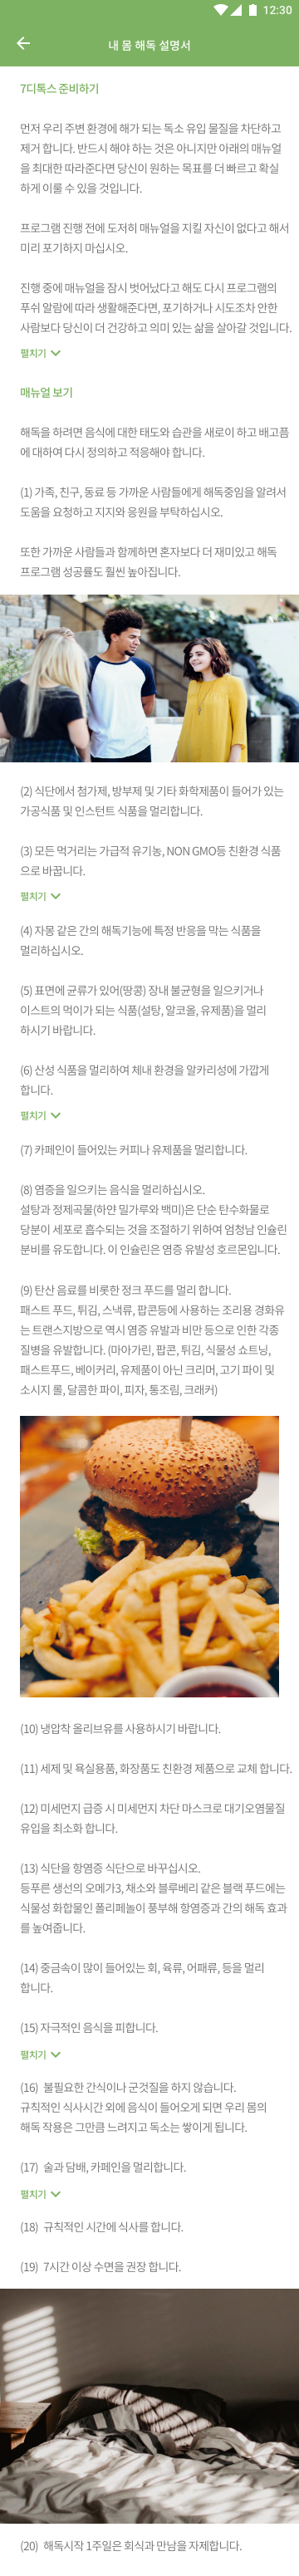 12:30
내 몸 해독 설명서
7디톡스 준비하기
먼저 우리 주변 환경에 해가 되는 독소 유입 물질을 차단하고
제거 합니다. 반드시 해야 하는 것은 아니지만 아래의 매뉴얼
을 최대한 따라준다면 당신이 원하는 목표를 더 빠르고 확실
하게 이룰 수 있을 것입니다.
프로그램 진행 전에 도저히 매뉴얼을 지킬 자신이 없다고 해서
미리 포기하지 마십시오.
진행 중에 매뉴얼을 잠시 벗어났다고 해도 다시 프로그램의
푸쉬 알람에 따라 생활해준다면, 포기하거나 시도조차 안한
사람보다 당신이 더 건강하고 의미 있는 삶을 살아갈 것입니다.
펼치기
매뉴얼 보기
해독을 하려면 음식에 대한 태도와 습관을 새로이 하고 배고픔
에 대하여 다시 정의하고 적응해야 합니다.
(1) 가족, 친구, 동료 등 가까운 사람들에게 해독중임을 알려서
도움을 요청하고 지지와 응원을 부탁하십시오.
또한 가까운 사람들과 함께하면 혼자보다 더 재미있고 해독
프로그램 성공률도 훨씬 높아집니다.
(2) 식단에서 첨가제, 방부제 및 기타 화학제품이 들어가 있는
가공식품 및 인스턴트 식품을 멀리합니다.
(3) 모든 먹거리는 가급적 유기농, NON GMO등 친환경 식품
으로 바꿉니다.
펼치기
(4) 자몽 같은 간의 해독기능에 특정 반응을 막는 식품을
멀리하십시오.
(5) 표면에 균류가 있어(땅콩) 장내 불균형을 일으키거나
이스트의 먹이가 되는 식품(설탕, 알코올, 유제품)을 멀리
하시기 바랍니다.
(6) 산성 식품을 멀리하여 체내 환경을 알카리성에 가깝게
합니다.
펼치기
(7) 카페인이 들어있는 커피나 유제품을 멀리합니다.
(8) 염증을 일으키는 음식을 멀리하십시오.
설탕과 정제곡물(하얀 밀가루와 백미)은 단순 탄수화물로
당분이 세포로 흡수되는 것을 조절하기 위하여 엄청남 인슐린
분비를 유도합니다. 이 인슐린은 염증 유발성 호르몬입니다.
(9) 탄산 음료를 비롯한 정크 푸드를 멀리 합니다.
패스트 푸드, 튀김, 스낵류, 팝콘등에 사용하는 조리용 경화유
는 트랜스지방으로 역시 염증 유발과 비만 등으로 인한 각종
질병을 유발합니다. (마아가린, 팝콘, 튀김, 식물성 쇼트닝,
패스트푸드, 베이커리, 유제품이 아닌 크리머, 고기 파이 및
소시지 롤, 달콤한 파이, 피자, 통조림, 크래커)
(10) 냉압착 올리브유를 사용하시기 바랍니다.
(11) 세제 및 욕실용품, 화장품도 친환경 제품으로 교체 합니다.
(12) 미세먼지 급증 시 미세먼지 차단 마스크로 대기오염물질
유입을 최소화 합니다.
(13) 식단을 항염증 식단으로 바꾸십시오.
등푸른 생선의 오메가3, 채소와 블루베리 같은 블랙 푸드에는
식물성 화합물인 폴리페놀이 풍부해 항염증과 간의 해독 효과
를 높여줍니다.
(14) 중금속이 많이 들어있는 회, 육류, 어패류, 등을 멀리
합니다.
(15) 자극적인 음식을 피합니다.
펼치기
(16) 불필요한 간식이나 군것질을 하지 않습니다.
규칙적인 식사시간 외에 음식이 들어오게 되면 우리 몸의
해독 작용은 그만큼 느려지고 독소는 쌓이게 됩니다.
(17) 술과 담배, 카페인을 멀리합니다.
펼치기
(18) 규칙적인 시간에 식사를 합니다.
(19) 7시간 이상 수면을 권장 합니다.
(20) 해독시작 1주일은 회식과 만남을 자제합니다.